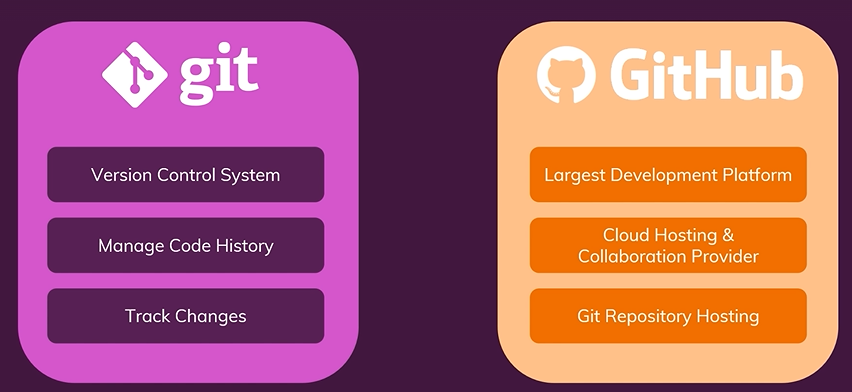 git
Version Control System
Manage Code History
Track Changes
GitHub
Largest Development Platform
Cloud Hosting &
Collaboration Provider
Git Repository Hosting